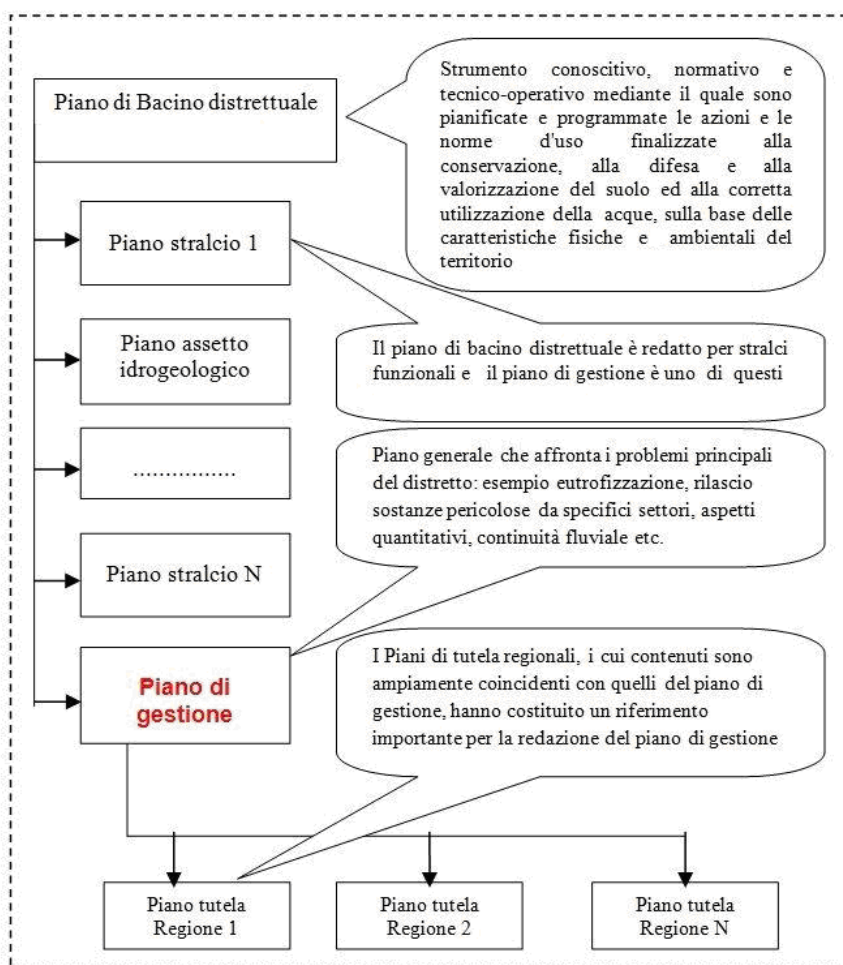 Piano di Bacino distrettuale
Strumento conoscitivo, normativo e
tecnico-operativo mediante il quale sono
pianificate e programmate le azioni e le
norme d'uso finalizzate alla
conservazione, alla difesa e alla
valorizzazione del suolo ed alla corretta
utilizzazione della acque, sulla base delle
caratteristiche fisiche e ambientali del
territorio
Piano stralcio 1
Il piano di bacino distrettuale è redatto per stralci
funzionali e il piano di gestione è uno di questi
Piano assetto
idrogeologico
................
Piano generale che affronta i problemi principali
del distretto: esempio eutrofizzazione, rilascio
sostanze pericolose da specifici settori, aspetti
quantitativi, continuità fluviale etc.
Piano stralcio N
Piano di
gestione
I Piani di tutela regionali, i cui contenuti sono
ampiamente coincidenti con quelli del piano di
gestione, hanno costituito un riferimento
importante per la redazione del piano di gestione
Piano tutela
Regione 1
Piano tutela
Regione 2
Piano tutela
Regione N